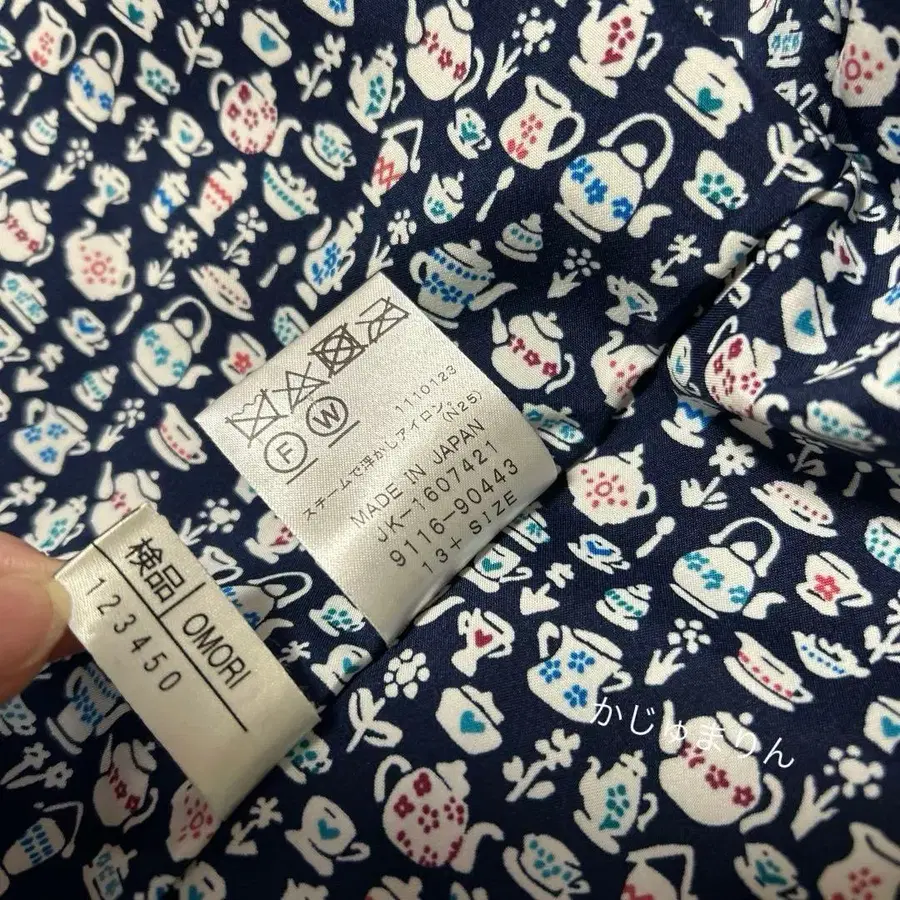 1110123
F W
スチームで浮かしアイロン。(N25)
MADE IN JAPAN
JK-1607421
9116-90443
13+ SIZE
検品 OMORI
123450
かじゅまりん